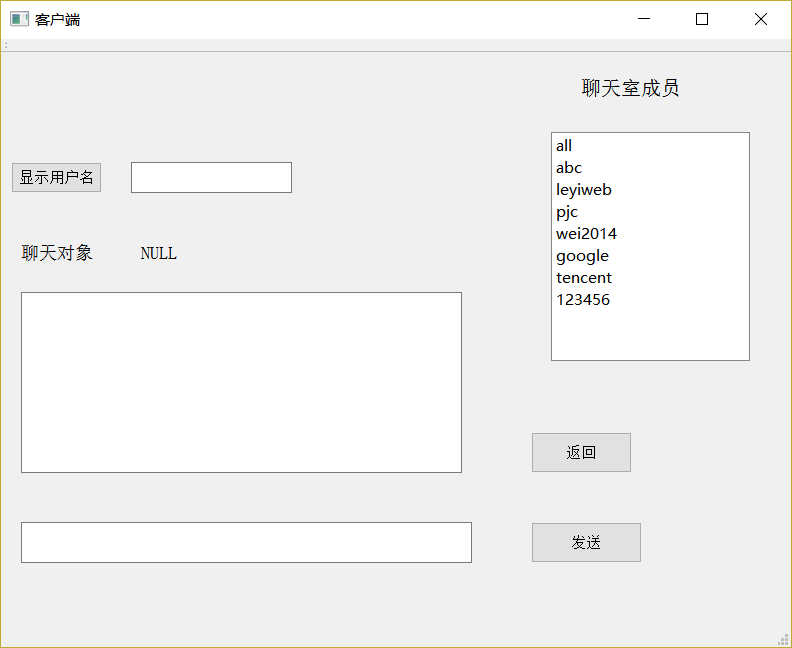 客户端
聊天室成员
显示用户名
聊天对象 NULL
all
abc
leyiweb
pjc
wei2014
google
tencent
123456
返回
发送